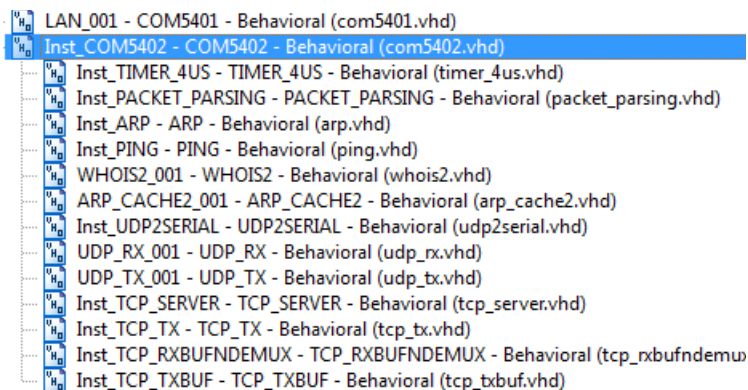 LAN_001 - COM5401 - Behavioral (com5401.vhd)
Inst_COM5402 - COM5402 - Behavioral (com5402.vhd)
Inst_TIMER_4US - TIMER_4US - Behavioral (timer_4us.vhd)
Inst_PACKET_PARSING - PACKET_PARSING - Behavioral (packet_parsing.vhd)
Inst_ARP - ARP - Behavioral (arp.vhd)
Inst_PING - PING - Behavioral (ping.vhd)
WHOIS2_001 - WHOIS2 - Behavioral (whois2.vhd)
ARP_CACHE2_001 - ARP_CACHE2 - Behavioral (arp_cache2.vhd)
Inst_UDP2SERIAL - UDP2SERIAL - Behavioral (udp2serial.vhd)
UDP_RX_001 - UDP_RX - Behavioral (udp_rx.vhd)
UDP_TX_001 - UDP_TX - Behavioral (udp_tx.vhd)
Inst_TCP_SERVER - TCP_SERVER - Behavioral (tcp_server.vhd)
Inst_TCP_TX - TCP_TX - Behavioral (tcp_tx.vhd)
Inst_TCP_RXBUFNDEMUX - TCP_RXBUFNDEMUX - Behavioral (tcp_rxbufndemux
Inst_TCP_TXBUF - TCP_TXBUF - Behavioral (tcp_txbuf.vhd)